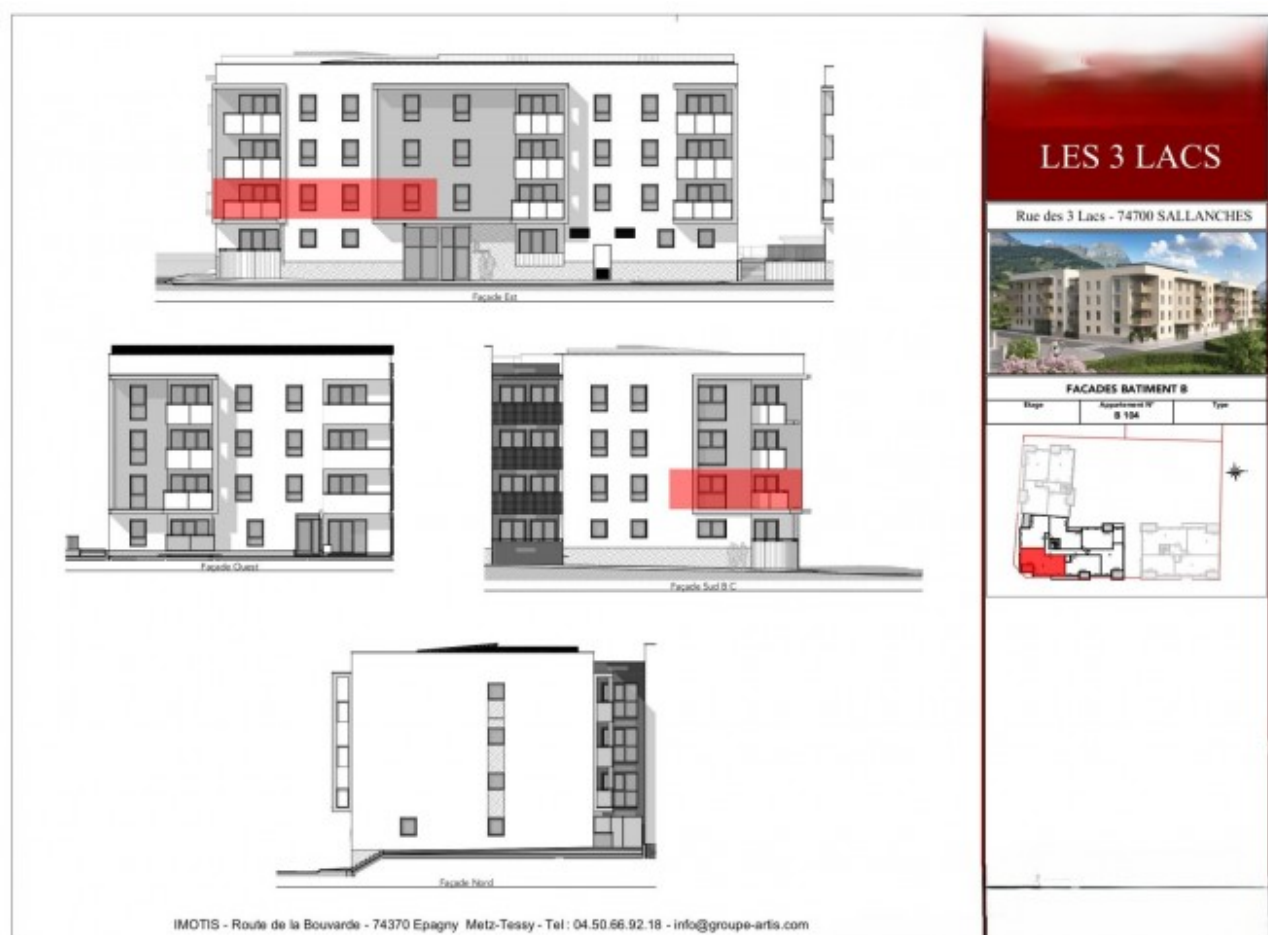 LES 3 LACS
Rue des 3 Lacs - 74700 SALLANCHES
FACADES BATIMENT B
Etage
Appartement N°
Type
B 104
Façade Est
Façade Ouest
Façade Sud B C
Façade Nord
IMOTIS - Route de la Bouvarde - 74370 Epagny Metz-Tessy - Tel : 04.50.66.92.18 - info@groupe-artis.com